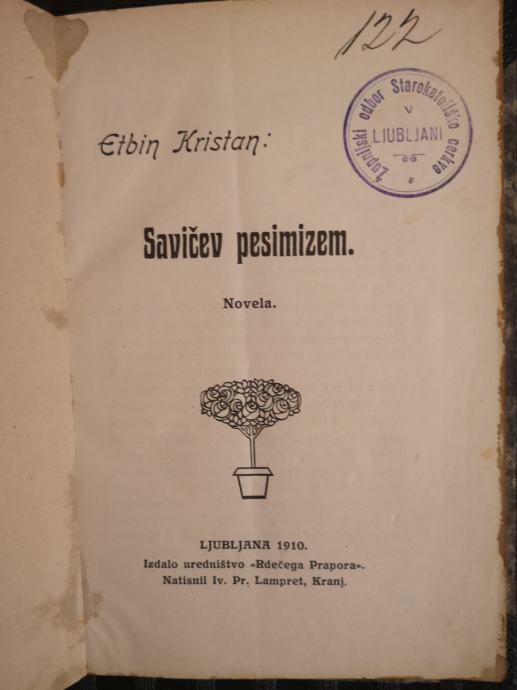 122
Župnijski odbor Starokatoliške cerkve
V
LJUBLJANI
Etbin Kristan:
Savičev pesimizem.
Novela.
LJUBLJANA 1910.
Izdalo uredništvo «Rdečega Prapora».
Natisnil Iv. Pr. Lampret, Kranj.